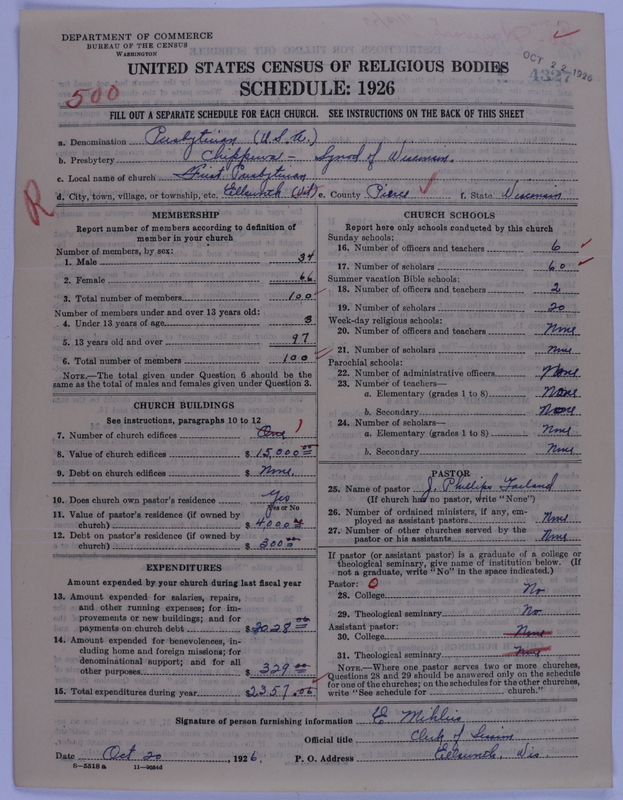 DEPARTMENT OF COMMERCE
BUREAU OF THE CENSUS
WASHINGTON
OCT 22 1926
4327
UNITED STATES CENSUS OF RELIGIOUS BODIES
500
SCHEDULE: 1926
FILL OUT A SEPARATE SCHEDULE FOR EACH CHURCH. SEE INSTRUCTIONS ON THE BACK OF THIS SHEET
a. Denomination Presbyterian (U.S.A.)
b. Presbytery Chippewa - Synod of Wisconsin.
c. Local name of church First Presbyterian
d. City, town, village, or township, etc. Ellsworth e. County Pierce f. State Wisconsin
R
MEMBERSHIP
Report number of members according to definition of member in your church
Number of members, by sex:
1. Male 34
2. Female 66
3. Total number of members 100
Number of members under and over 13 years old:
4. Under 13 years of age 3
5. 13 years old and over 97
6. Total number of members 100
NOTE.—The total given under Question 6 should be the same as the total of males and females given under Question 3.
CHURCH BUILDINGS
See instructions, paragraphs 10 to 12
7. Number of church edifices One 1
8. Value of church edifices $ 15,000 00
9. Debt on church edifices $ None.
10. Does church own pastor's residence Yes
Yes or No
11. Value of pastor's residence (if owned by church) $ 4,000 00
12. Debt on pastor's residence (if owned by church) $ 300 00
EXPENDITURES
Amount expended by your church during last fiscal year
13. Amount expended for salaries, repairs, and other running expenses; for improvements or new buildings; and for payments on church debt $ 2028 06
14. Amount expended for benevolences, including home and foreign missions; for denominational support; and for all other purposes $ 329 00
15. Total expenditures during year $ 2357.06
CHURCH SCHOOLS
Report here only schools conducted by this church
Sunday schools:
16. Number of officers and teachers 6
17. Number of scholars 60
Summer vacation Bible schools:
18. Number of officers and teachers 2
19. Number of scholars 20
Week-day religious schools:
20. Number of officers and teachers None
21. Number of scholars None
Parochial schools:
22. Number of administrative officers None
23. Number of teachers—
a. Elementary (grades 1 to 8) None
b. Secondary None
24. Number of scholars—
a. Elementary (grades 1 to 8) None
b. Secondary None
PASTOR
25. Name of pastor J. Phillips
(If church has no pastor, write "None")
26. Number of ordained ministers, if any, employed as assistant pastors None
27. Number of other churches served by the pastor or his assistants None
If pastor (or assistant pastor) is a graduate of a college or theological seminary, give name of institution below. (If not a graduate, write "No" in the space indicated.)
Pastor: 0
28. College No
29. Theological seminary No
Assistant pastor:
30. College None
31. Theological seminary None
NOTE.—Where one pastor serves two or more churches, Questions 28 and 29 should be answered only on the schedule for one of the churches; on the schedules for the other churches, write "See schedule for church."
Signature of person furnishing information E
Official title Clerk of Session
Date Oct 20, 1926. P. O. Address Ellsworth, Wis.
8-5518a 11-9054d